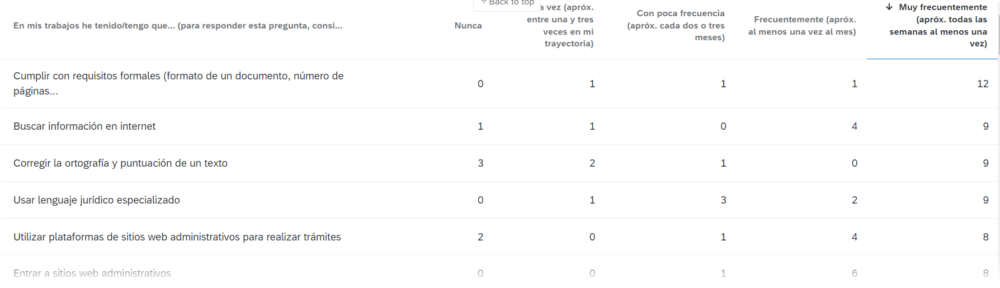 ↑ Back to top
En mis trabajos he tenido/tengo que... (para responder esta pregunta, consi...
Nunca
a vez (apróx.
entre una y tres
veces en mi
trayectoria)
Con poca frecuencia
(apróx. cada dos o tres
meses)
Frecuentemente (apróx.
al menos una vez al mes)
↓ Muy frecuentemente
(apróx. todas las
semanas al menos una
vez)
Cumplir con requisitos formales (formato de un documento, número de
páginas...
0 1 1 1 12
Buscar información en internet 1 1 0 4 9
Corregir la ortografía y puntuación de un texto 3 2 1 0 9
Usar lenguaje jurídico especializado 0 1 3 2 9
Utilizar plataformas de sitios web administrativos para realizar trámites 2 0 1 4 8
Entrar a sitios web administrativos 0 0 1 6 8